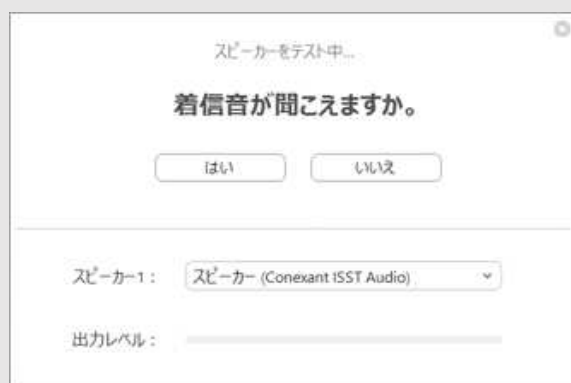 スピーカーをテスト中...
着信音が聞こえますか。
はい
いいえ
スピーカー1：
スピーカー (Conexant ISST Audio)
出力レベル：